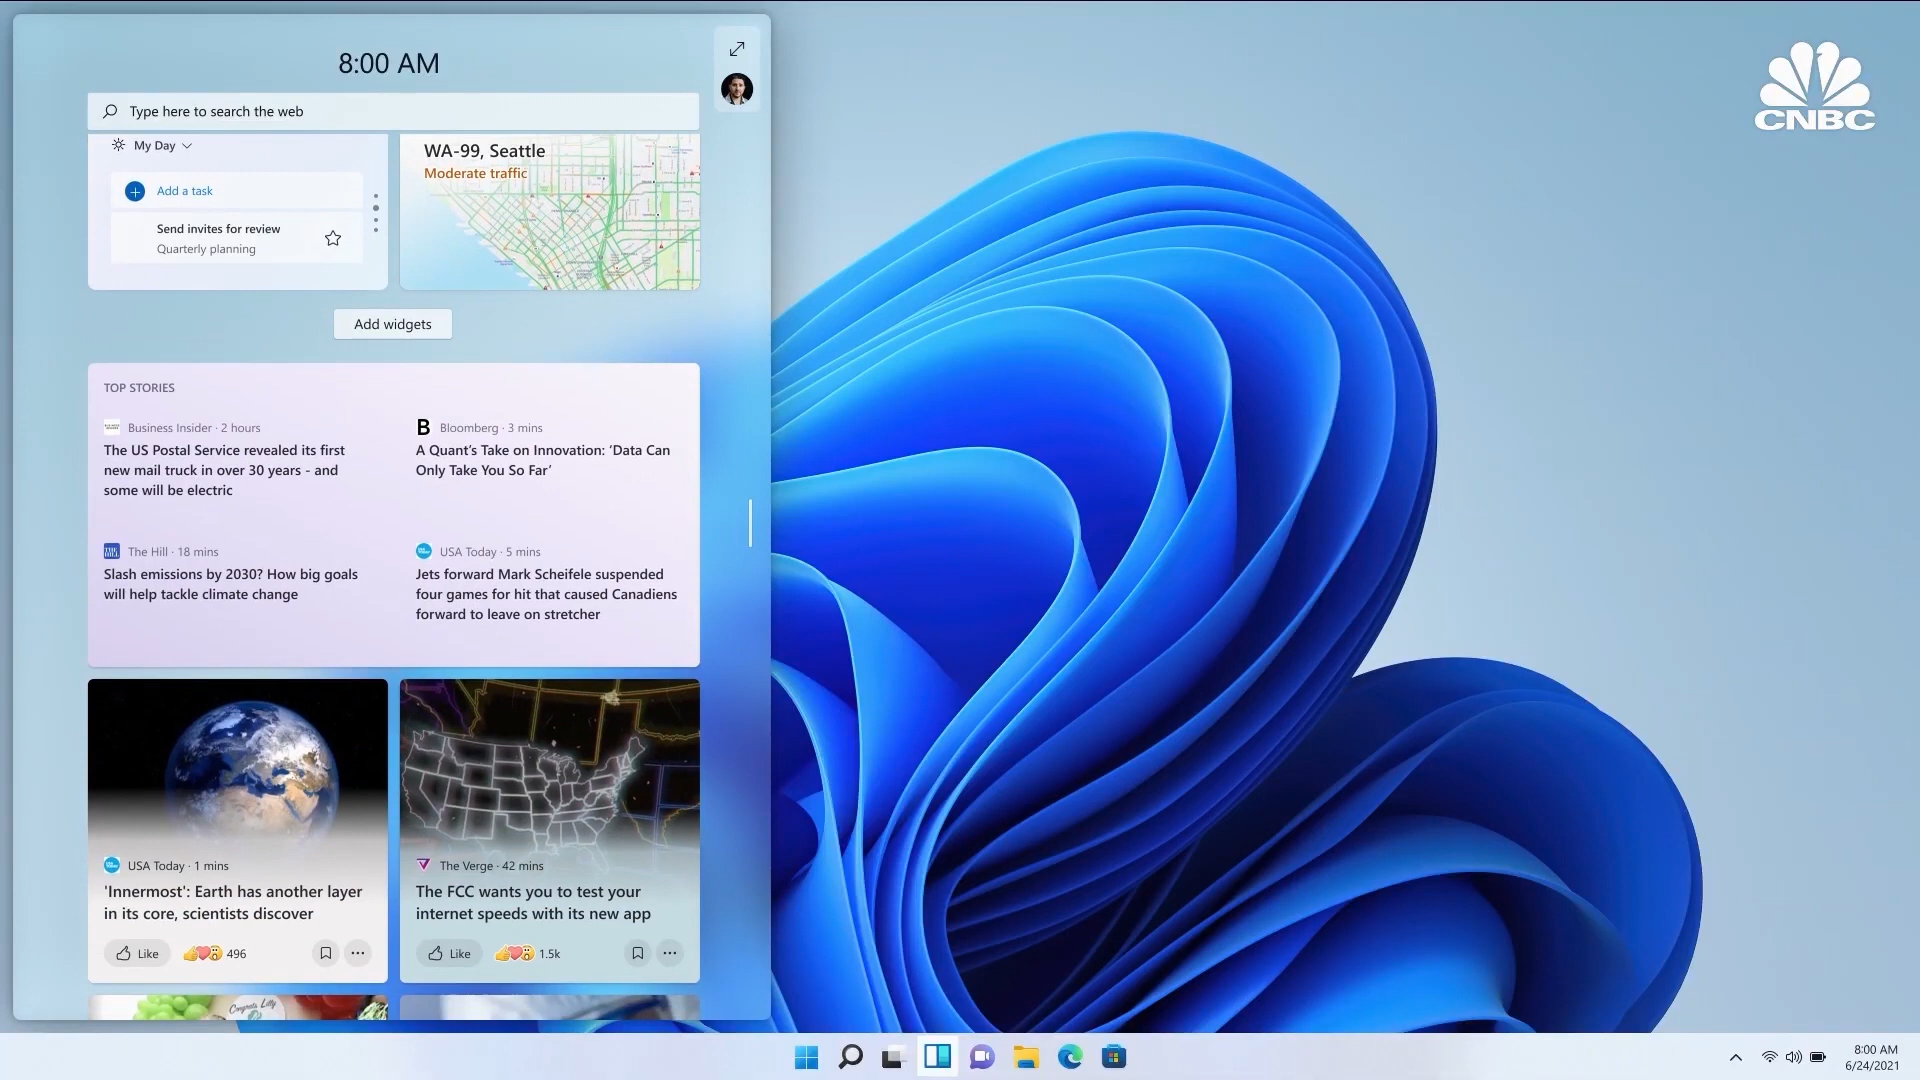 8:00 AM
CNBC
Type here to search the web
My Day
Add a task
Send invites for review
Quarterly planning
WA-99, Seattle
Moderate traffic
Add widgets
TOP STORIES
Business Insider · 2 hours
The US Postal Service revealed its first
new mail truck in over 30 years - and
some will be electric
B Bloomberg · 3 mins
A Quant’s Take on Innovation: ‘Data Can
Only Take You So Far’
The Hill · 18 mins
Slash emissions by 2030? How big goals
will help tackle climate change
USA Today · 5 mins
Jets forward Mark Scheifele suspended
four games for hit that caused Canadiens
forward to leave on stretcher
USA Today · 1 mins
'Innermost': Earth has another layer
in its core, scientists discover
Like
496
The Verge · 42 mins
The FCC wants you to test your
internet speeds with its new app
Like
1.5k
Congrats Lilly
8:00 AM
6/24/2021